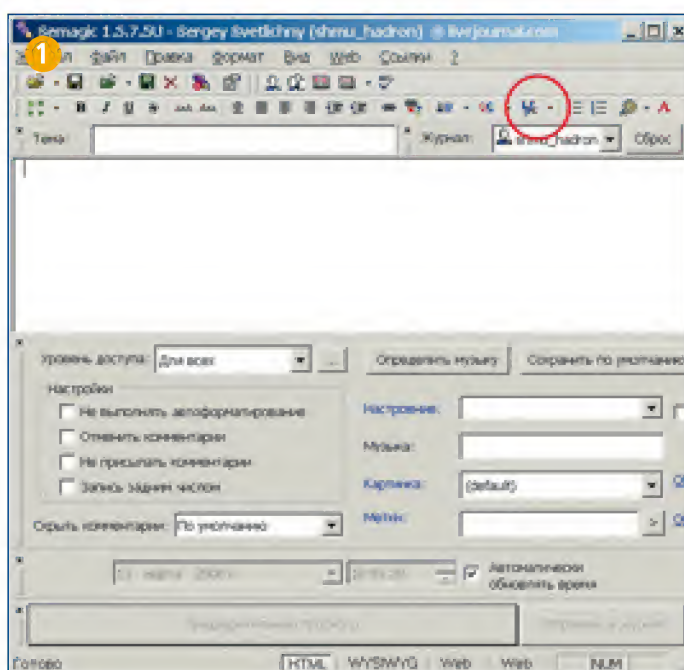 Semagic 1.5.7.5U - Sergey Svetlichny (shmu_hadron) @ livejournal.com
1
Файл Правка Формат Вид Web Ссылки ?
Тема: Журнал: shmu_hadron Сброс
Уровень доступа: Для всех ... Определить музыку Сохранить по умолчанию
Настройки
Не выполнять автоформатирование
Отменить комментарии
Не присылать комментарии
Запись задним числом
Скрыть комментарии: По умолчанию
Настроение:
Музыка:
Картинка: (default)
Метки: >
Автоматически
обновлять время
Готово HTML WYSIWYG Web Web NUM